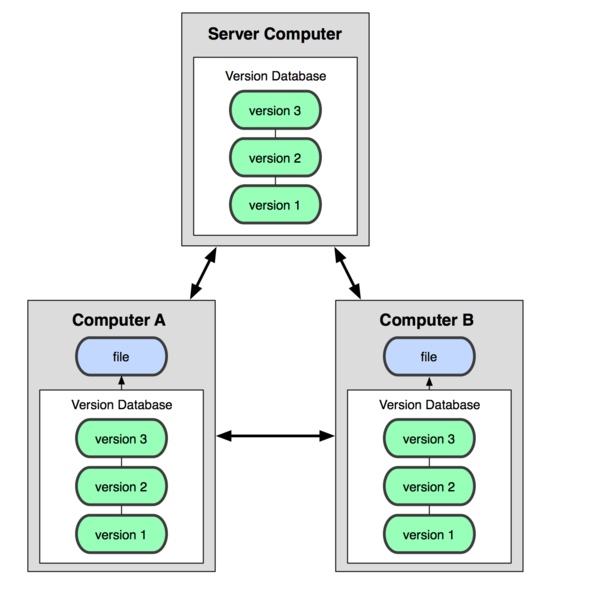 Server Computer
Version Database
version 3
version 2
version 1
Computer A
file
Version Database
version 3
version 2
version 1
Computer B
file
Version Database
version 3
version 2
version 1